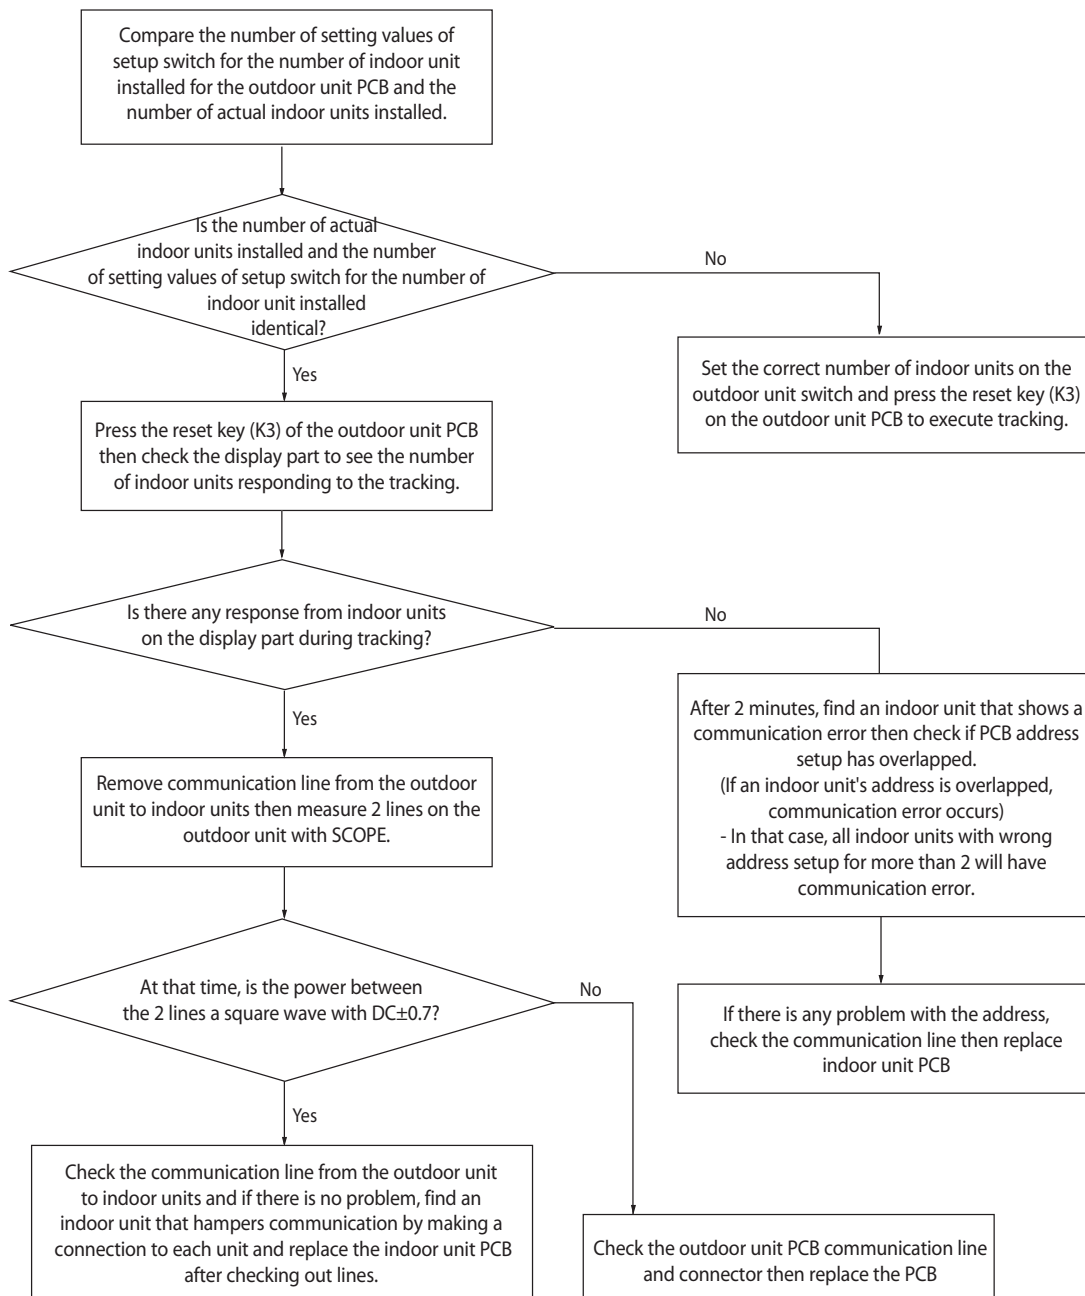 Compare the number of setting values of
setup switch for the number of indoor unit
installed for the outdoor unit PCB and the
number of actual indoor units installed.
Is the number of actual
indoor units installed and the number
of setting values of setup switch for the number of
indoor unit installed
identical?
No
Set the correct number of indoor units on the
outdoor unit switch and press the reset key (K3)
on the outdoor unit PCB to execute tracking.
Yes
Press the reset key (K3) of the outdoor unit PCB
then check the display part to see the number
of indoor units responding to the tracking.
Is there any response from indoor units
on the display part during tracking?
No
After 2 minutes, find an indoor unit that shows a
communication error then check if PCB address
setup has overlapped.
(If an indoor unit's address is overlapped,
communication error occurs)
- In that case, all indoor units with wrong
address setup for more than 2 will have
communication error.
If there is any problem with the address,
check the communication line then replace
indoor unit PCB
Yes
Remove communication line from the outdoor
unit to indoor units then measure 2 lines on the
outdoor unit with SCOPE.
At that time, is the power between
the 2 lines a square wave with DC±0.7?
No
Yes
Check the communication line from the outdoor unit
to indoor units and if there is no problem, find an
indoor unit that hampers communication by making a
connection to each unit and replace the indoor unit PCB
after checking out lines.
Check the outdoor unit PCB communication line
and connector then replace the PCB